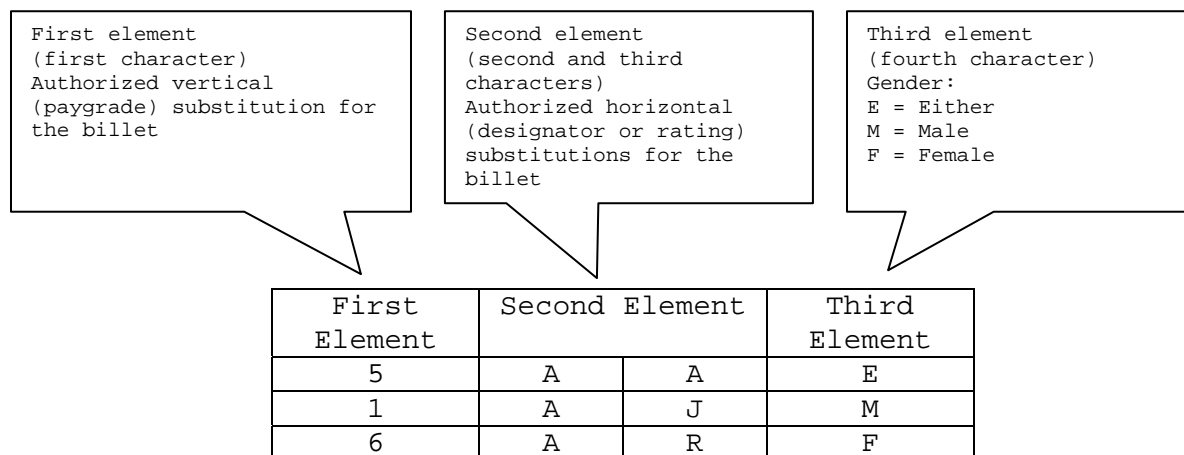 First element
(first character)
Authorized vertical
(paygrade) substitution for
the billet
Second element
(second and third
characters)
Authorized horizontal
(designator or rating)
substitutions for the
billet
Third element
(fourth character)
Gender:
E = Either
M = Male
F = Female
First Element Second Element Third Element
5 A A E
1 A J M
6 A R F